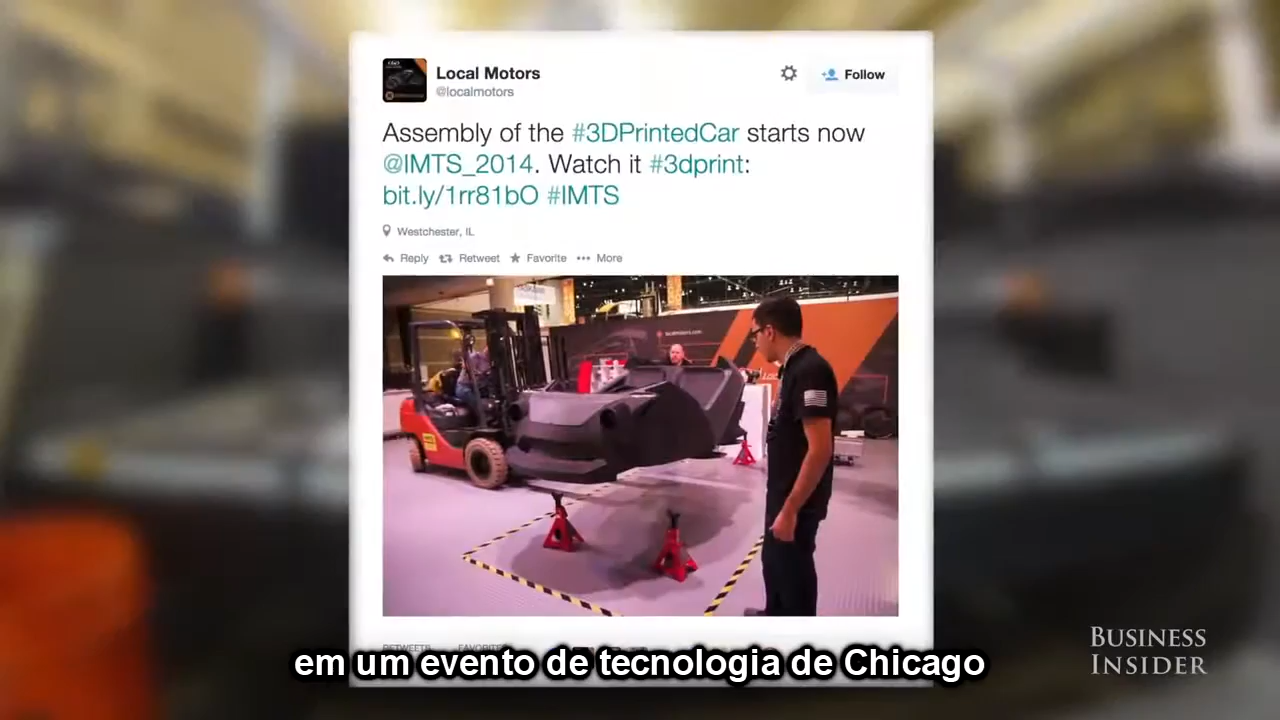 Local Motors
@localmotors
Follow
Assembly of the #3DPrintedCar starts now
@IMTS_2014. Watch it #3dprint:
bit.ly/1rr81bO #IMTS
Westchester, IL
Reply Retweet Favorite More
em um evento de tecnologia de Chicago
BUSINESS
INSIDER